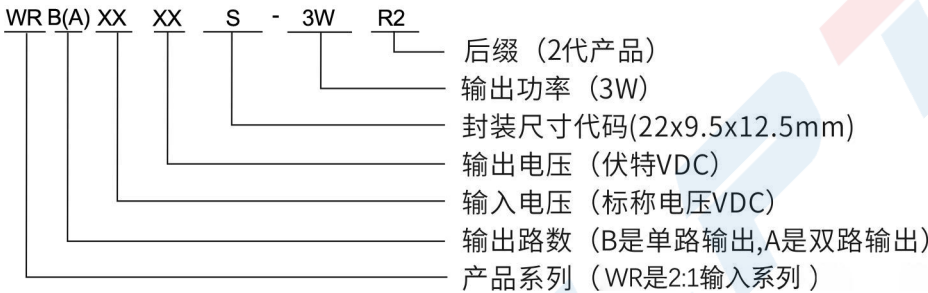 WR B(A) XX XX S - 3W R2
后缀（2代产品）
输出功率（3W）
封装尺寸代码(22x9.5x12.5mm)
输出电压（伏特VDC）
输入电压（标称电压VDC）
输出路数（B是单路输出,A是双路输出）
产品系列（WR是2:1输入系列）